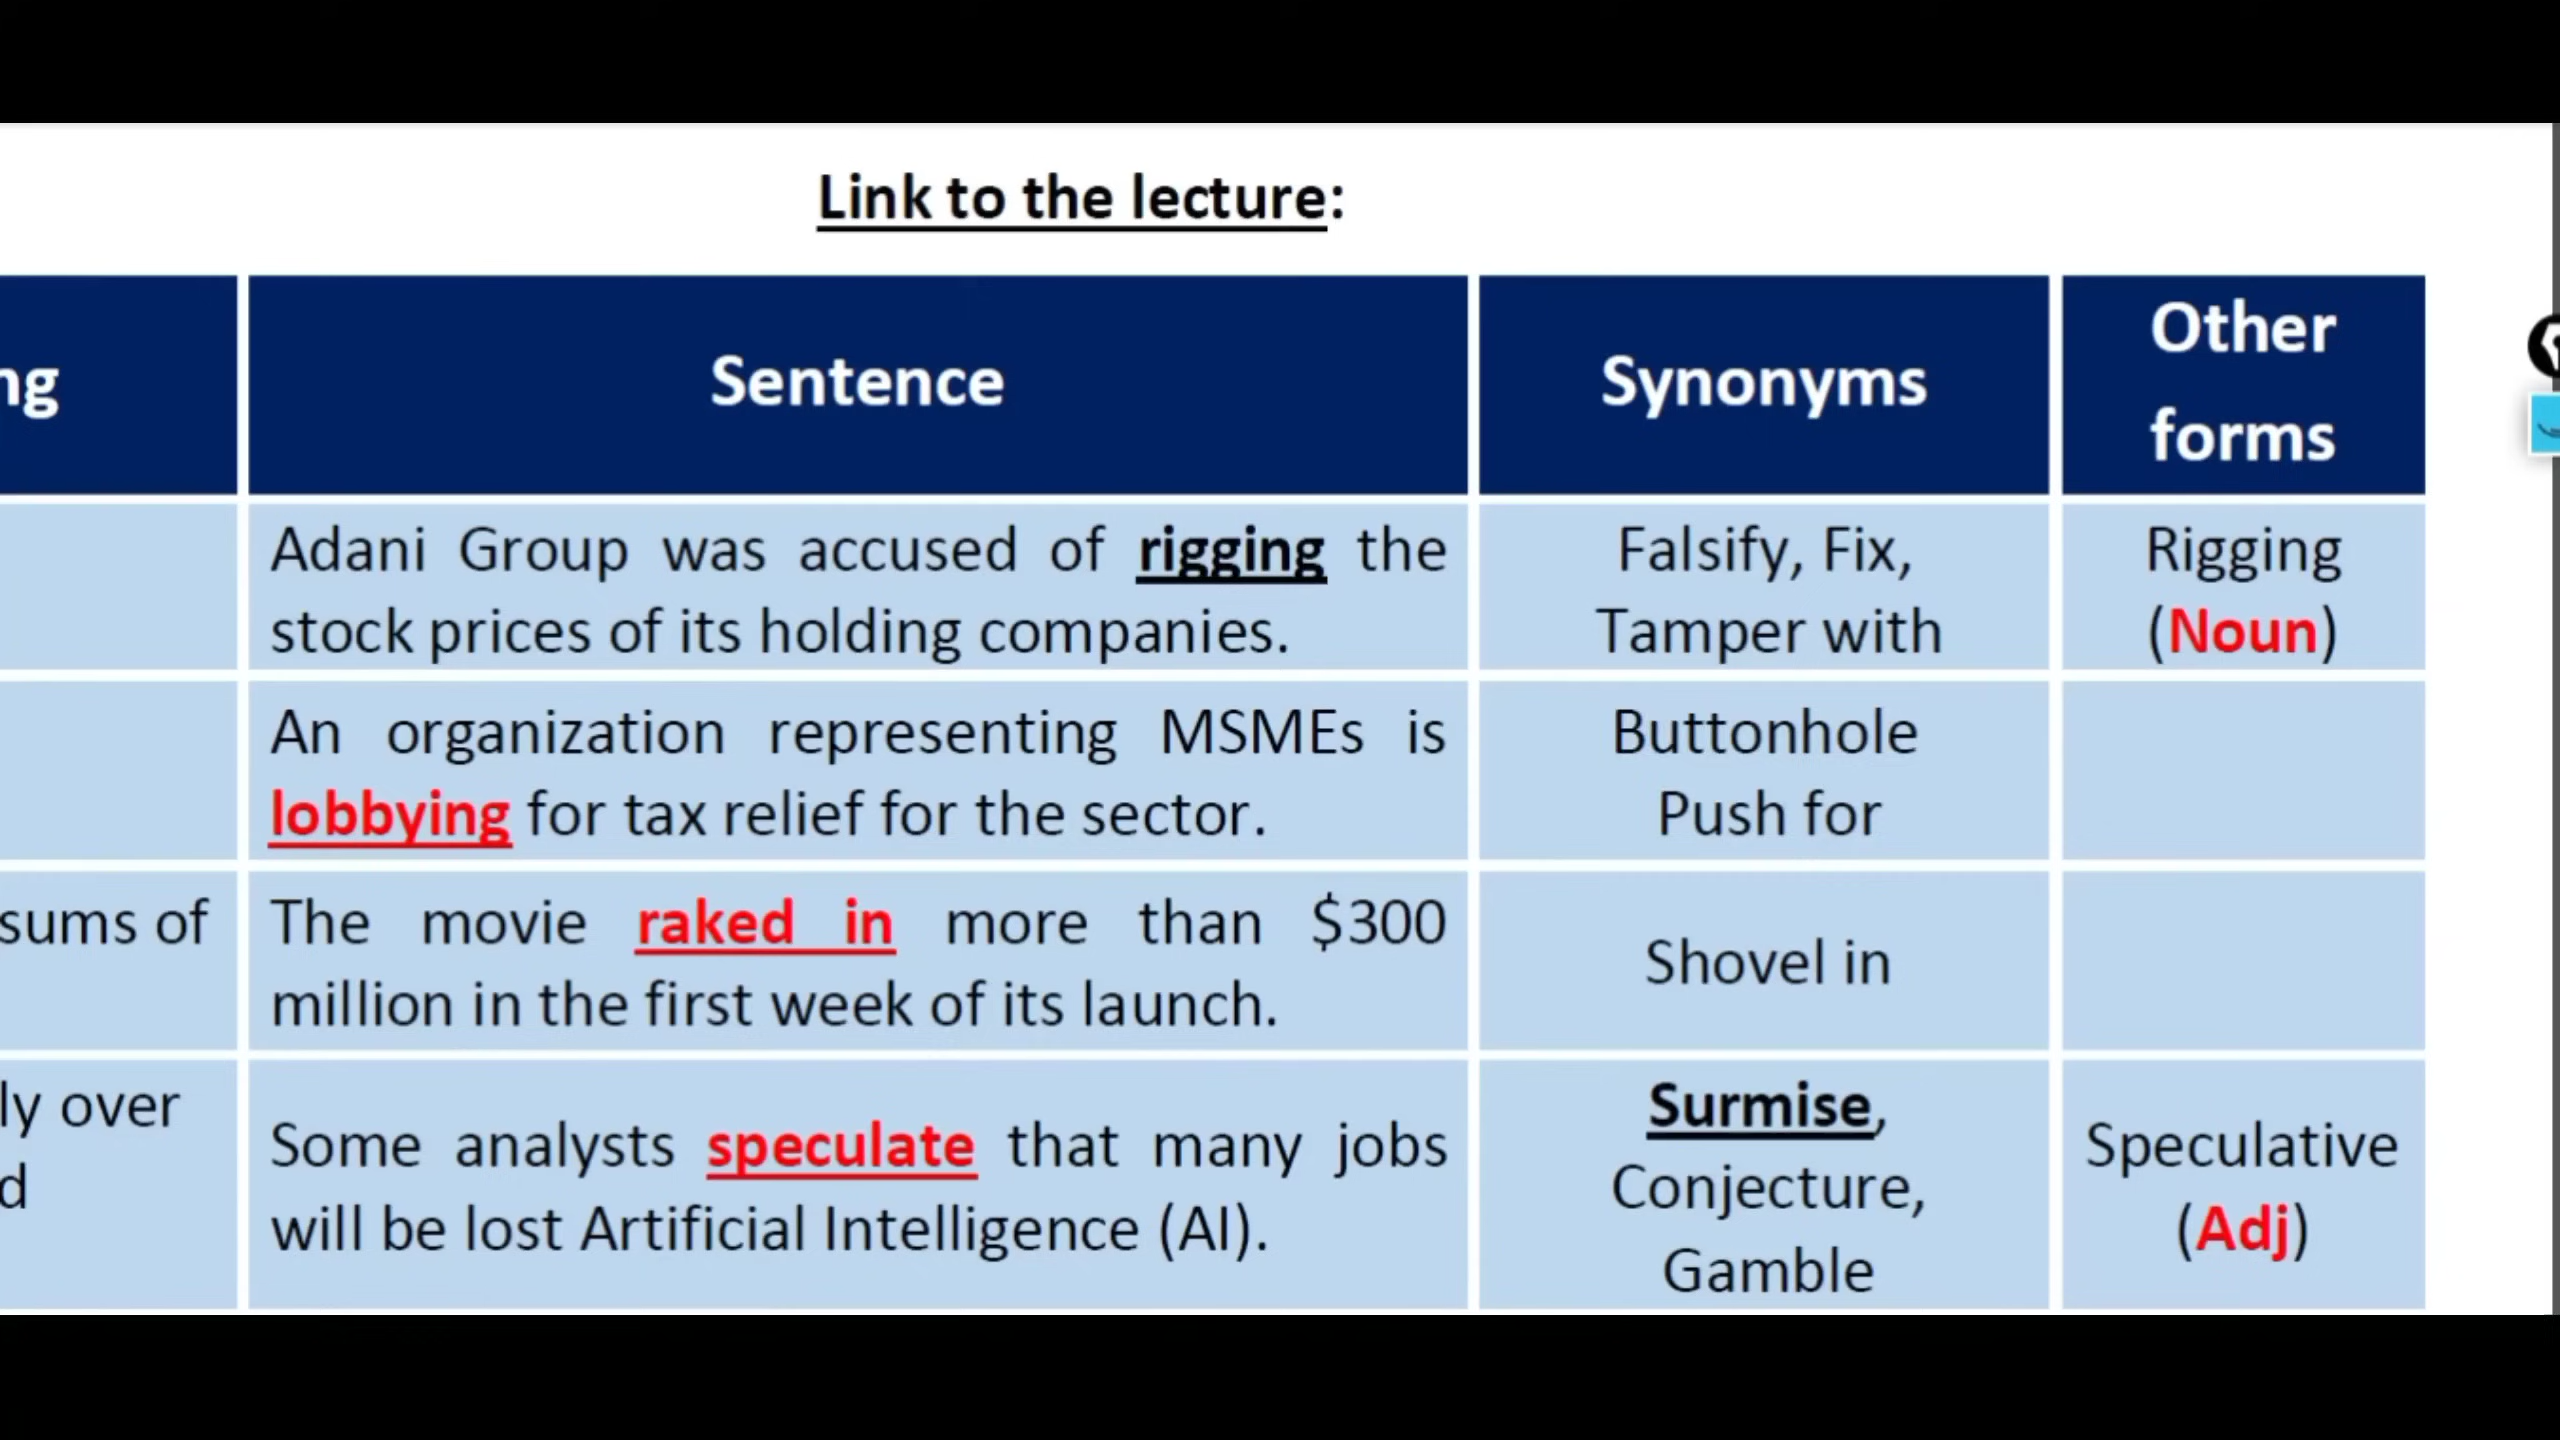 Link to the lecture:
ng
Sentence
Synonyms
Other
forms
Adani Group was accused of rigging the
stock prices of its holding companies.
Falsify, Fix,
Tamper with
Rigging
(Noun)
An organization representing MSMEs is
lobbying for tax relief for the sector.
Buttonhole
Push for
sums of
The movie raked in more than $300
million in the first week of its launch.
Shovel in
ly over
d
Some analysts speculate that many jobs
will be lost Artificial Intelligence (AI).
Surmise,
Conjecture,
Gamble
Speculative
(Adj)